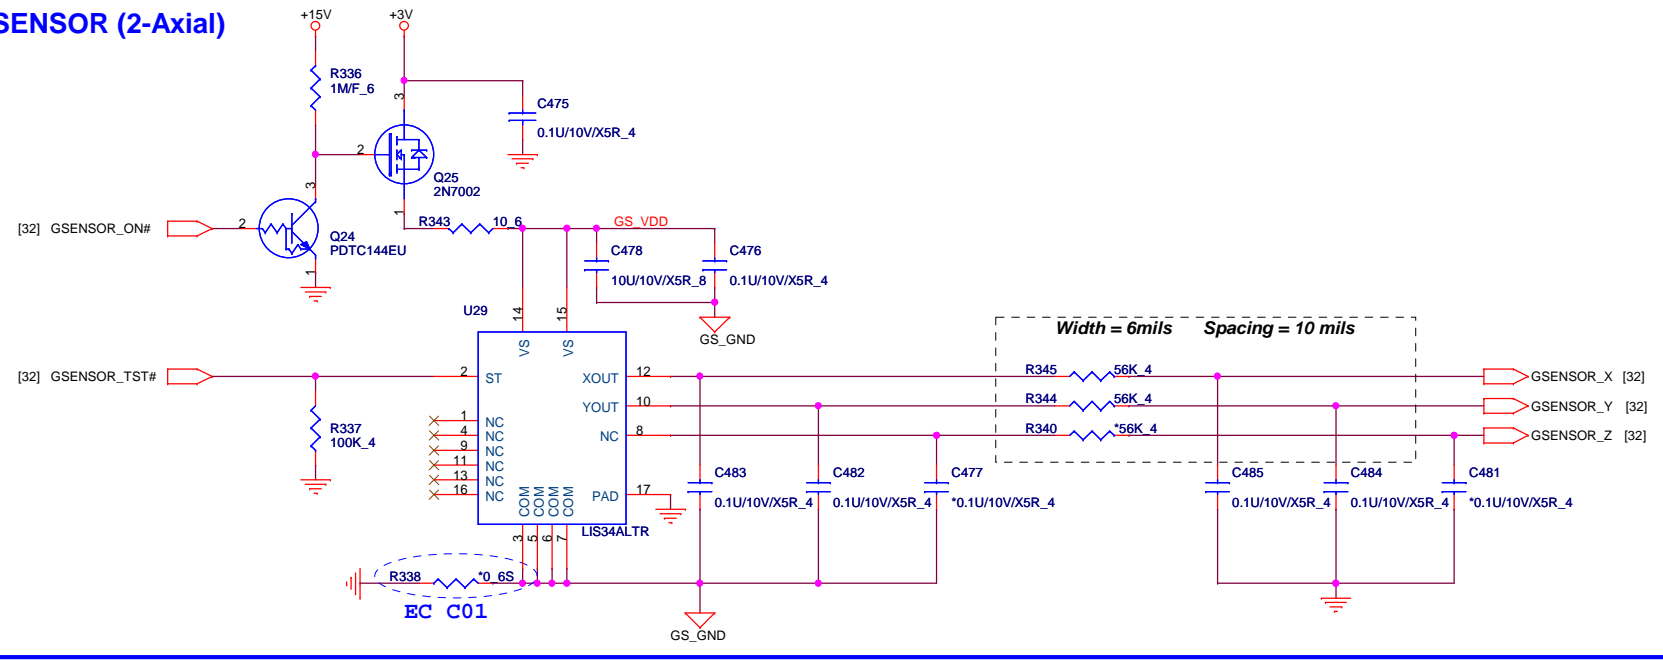 SENSOR (2-Axial)
+15V
+3V
R336
1M/F_6
3
C475
0.1U/10V/X5R_4
2
Q25
2N7002
3
1
[32] GSENSOR_ON#
2
Q24
PDTC144EU
1
R343
10_6
GS_VDD
C478
10U/10V/X5R_8
C476
0.1U/10V/X5R_4
GS_GND
U29
14
15
VS
VS
Width = 6mils Spacing = 10 mils
[32] GSENSOR_TST#
2
ST
XOUT
12
R345
56K_4
GSENSOR_X [32]
YOUT
10
R344
56K_4
GSENSOR_Y [32]
NC
8
R340
*56K_4
GSENSOR_Z [32]
R337
100K_4
1
NC
4
NC
9
NC
11
NC
13
NC
16
NC
COM
COM
COM
COM
PAD
17
LIS34ALTR
3
5
6
7
C483
0.1U/10V/X5R_4
C482
0.1U/10V/X5R_4
C477
*0.1U/10V/X5R_4
C485
0.1U/10V/X5R_4
C484
0.1U/10V/X5R_4
C481
*0.1U/10V/X5R_4
R338
*0_6S
EC C01
GS_GND